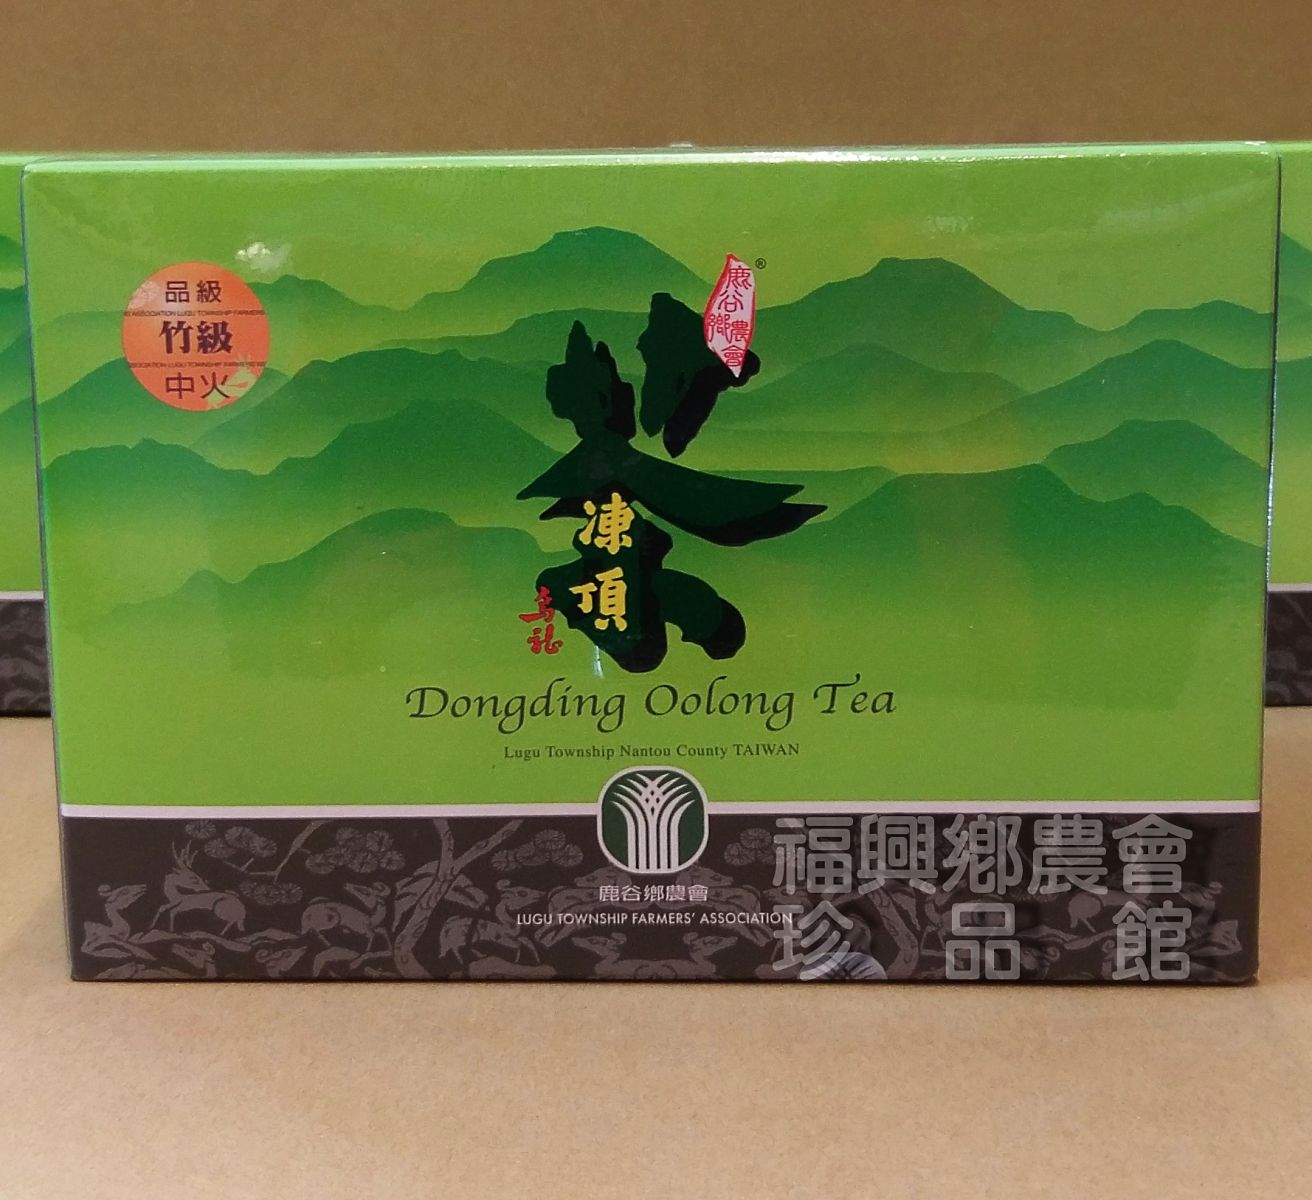 品級
竹級
中火
鹿谷
鄉農會
®
茶
凍頂
烏龍
Dongding Oolong Tea
Lugu Township Nantou County TAIWAN
鹿谷鄉農會
LUGU TOWNSHIP FARMERS' ASSOCIATION
福興鄉農會
珍品館